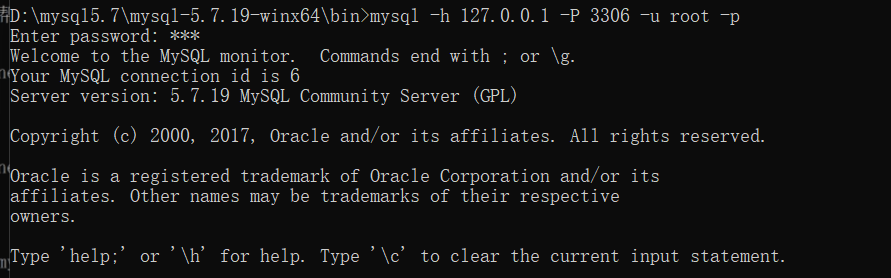 D:\mysql5.7\mysql-5.7.19-winx64\bin>mysql -h 127.0.0.1 -P 3306 -u root -p
Enter password: ***
Welcome to the MySQL monitor.  Commands end with ; or \g.
Your MySQL connection id is 6
Server version: 5.7.19 MySQL Community Server (GPL)
Copyright (c) 2000, 2017, Oracle and/or its affiliates. All rights reserved.
Oracle is a registered trademark of Oracle Corporation and/or its
affiliates. Other names may be trademarks of their respective
owners.
Type 'help;' or '\h' for help. Type '\c' to clear the current input statement.